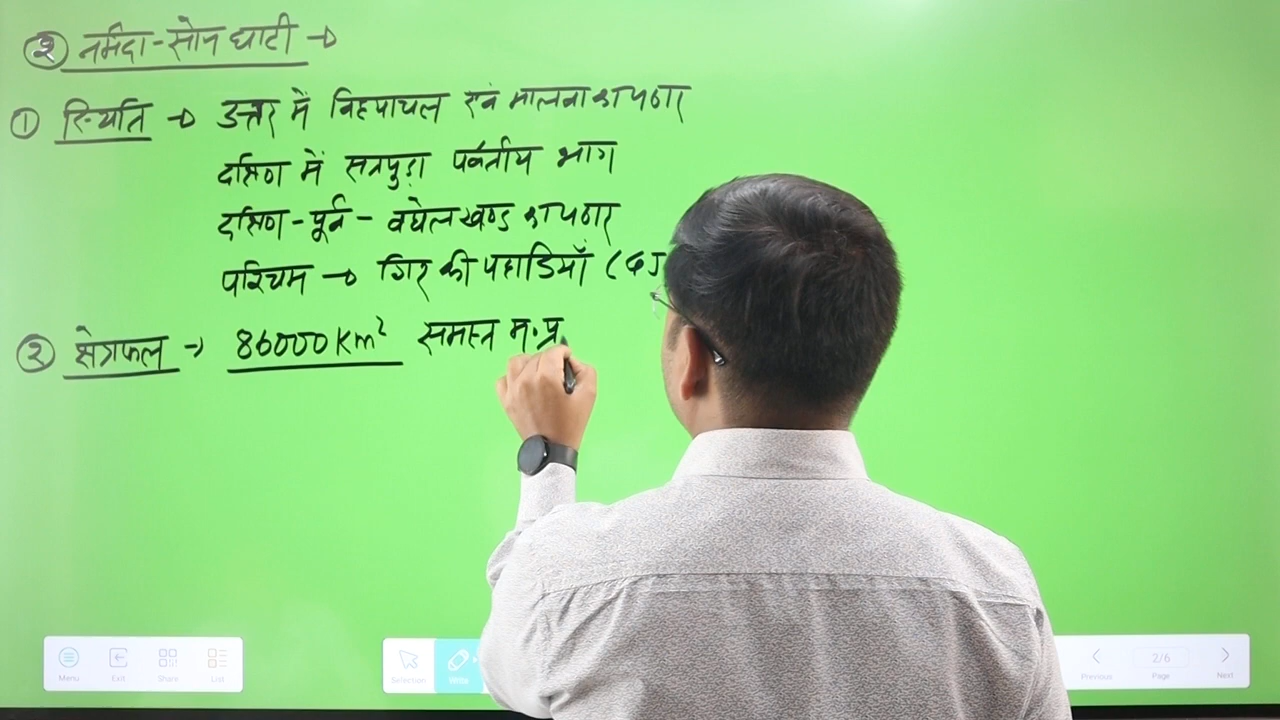 ② नर्मदा-सोन घाटी →
① स्थिति → उत्तर में विंध्याचल एवं मालवा का पठार
दक्षिण में सतपुड़ा पर्वतीय भाग
दक्षिण-पूर्व - बघेलखण्ड का पठार
पश्चिम → गिर की पहाडियाँ (
② क्षेत्रफल → 86000 Km² समस्त म.प्र.
Menu Exit Share List Selection Write Previous 2/6 Page Next